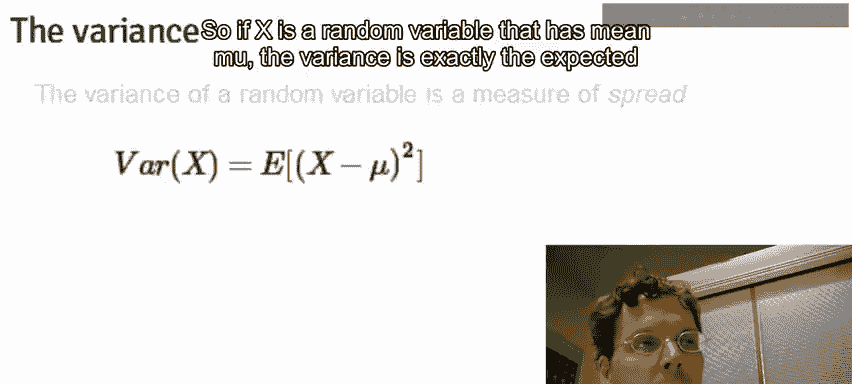 The variance
So if X is a random variable that has mean
mu, the variance is exactly the expected
The variance of a random variable is a measure of spread
Var(X) = E[(X − μ)²]